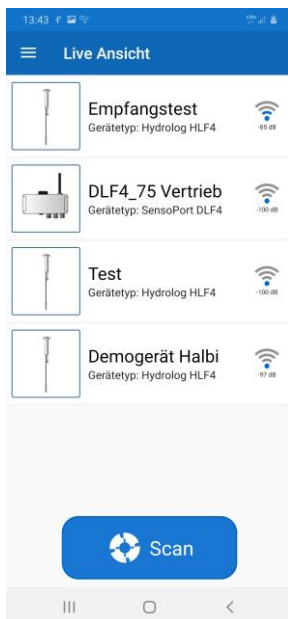 13:43
Live Ansicht
Empfangstest
Gerätetyp: Hydrolog HLF4
-85 dB
DLF4_75 Vertrieb
Gerätetyp: SensoPort DLF4
-100 dB
Test
Gerätetyp: Hydrolog HLF4
-100 dB
Demogerät Halbi
Gerätetyp: Hydrolog HLF4
-97 dB
Scan